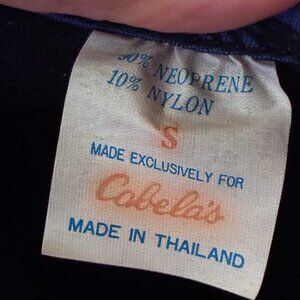 90% NEOPRENE
10% NYLON
S
MADE EXCLUSIVELY FOR
Cabela's
MADE IN THAILAND